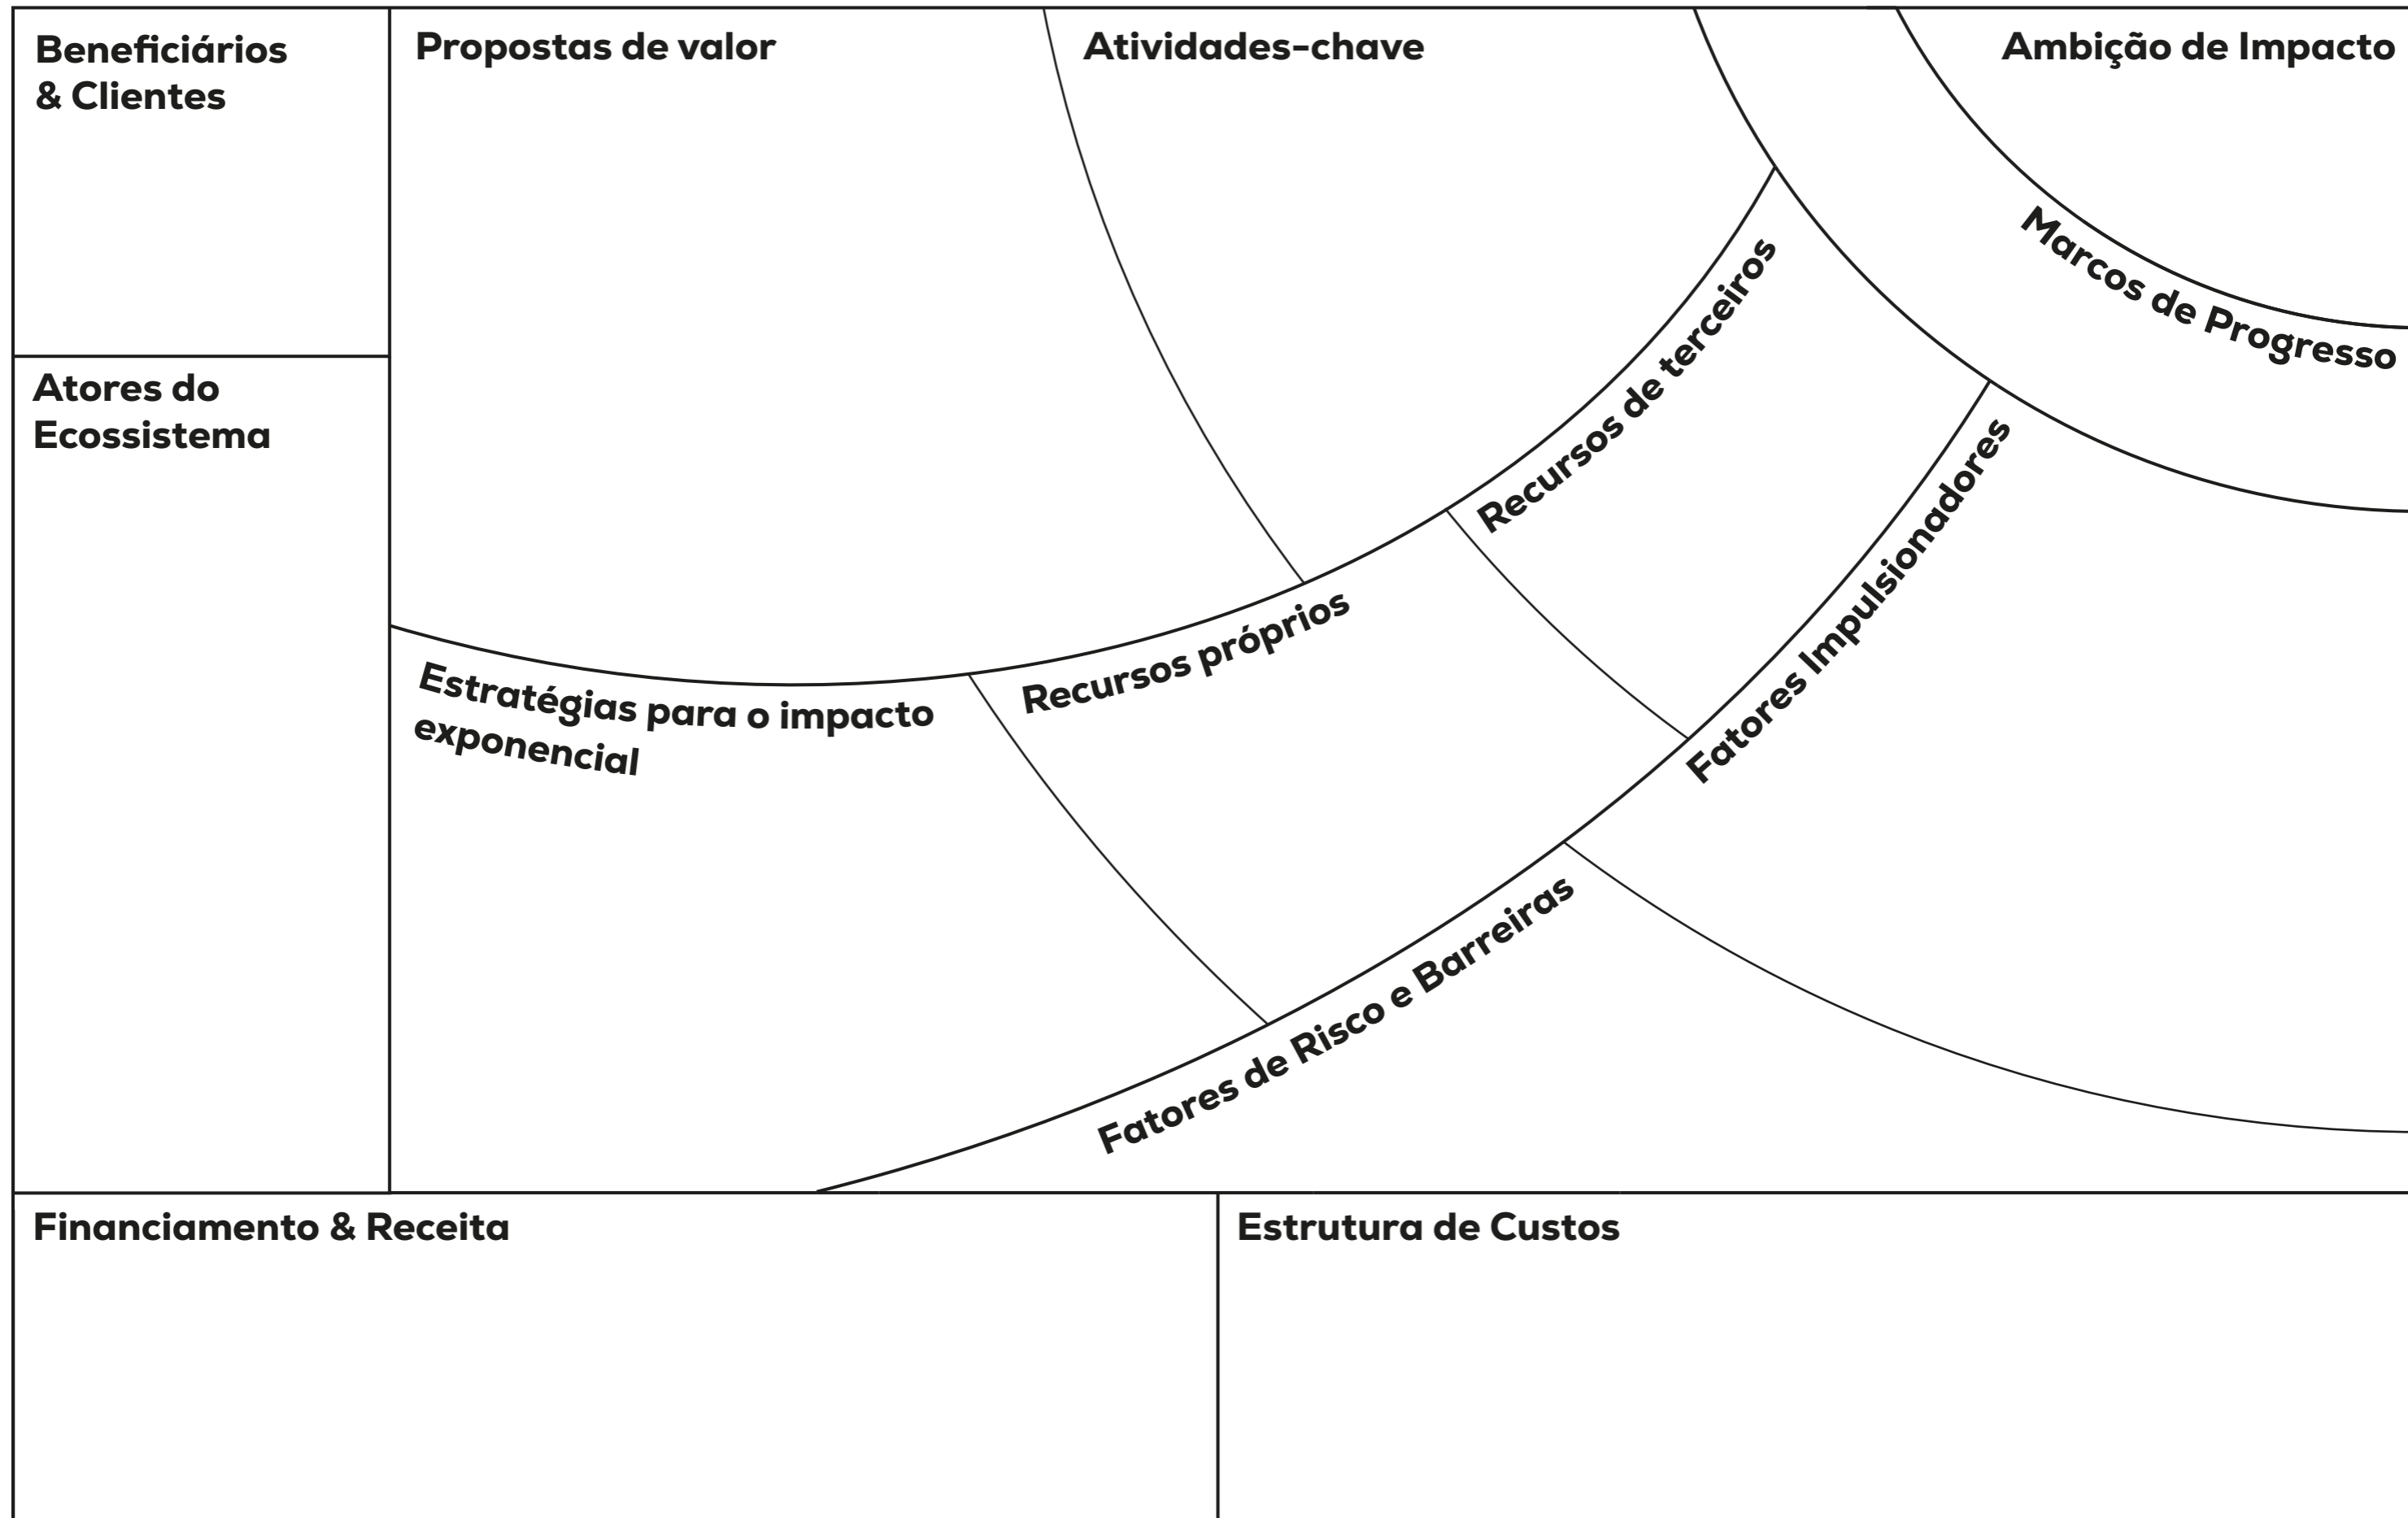 Beneficiários
& Clientes
Propostas de valor
Atividades-chave
Ambição de Impacto
Marcos de Progresso
Atores do
Ecossistema
Recursos de terceiros
Fatores Impulsionadores
Recursos próprios
Estratégias para o impacto
exponencial
Fatores de Risco e Barreiras
Financiamento & Receita
Estrutura de Custos